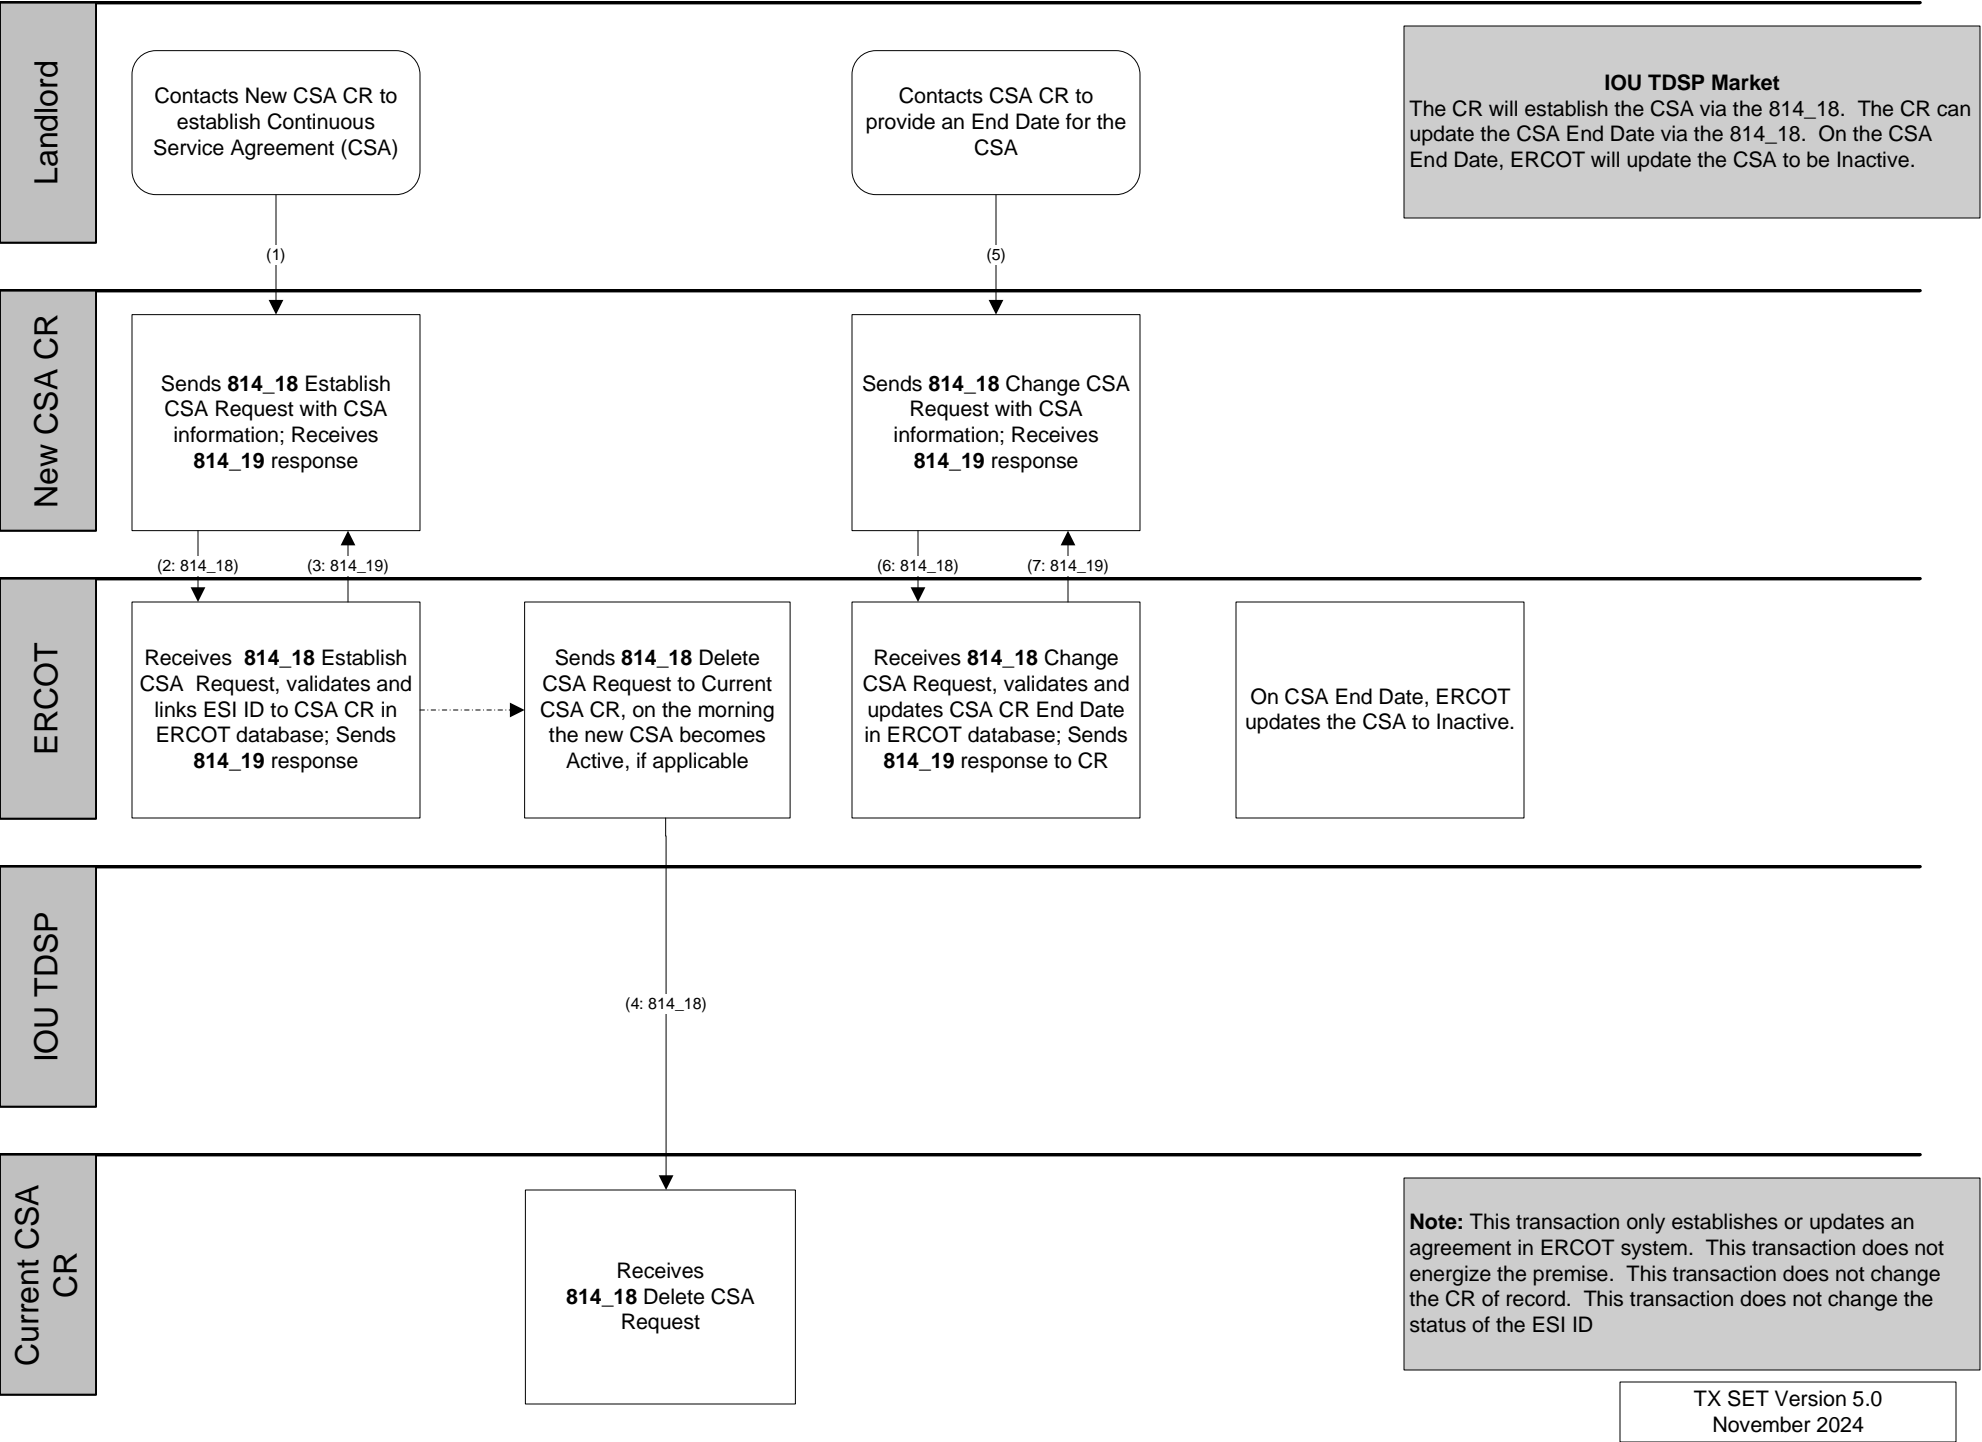 Landlord
Contacts New CSA CR to
establish Continuous
Service Agreement (CSA)
Contacts CSA CR to
provide an End Date for the
CSA
IOU TDSP Market
The CR will establish the CSA via the 814_18.  The CR can
update the CSA End Date via the 814_18.  On the CSA
End Date, ERCOT will update the CSA to be Inactive.
(1)
(5)
New CSA CR
Sends 814_18 Establish
CSA Request with CSA
information; Receives
814_19 response
Sends 814_18 Change CSA
Request with CSA
information; Receives
814_19 response
(2: 814_18)
(3: 814_19)
(6: 814_18)
(7: 814_19)
ERCOT
Receives  814_18 Establish
CSA  Request, validates and
links ESI ID to CSA CR in
ERCOT database; Sends
814_19 response
Sends 814_18 Delete
CSA Request to Current
CSA CR, on the morning
the new CSA becomes
Active, if applicable
Receives 814_18 Change
CSA Request, validates and
updates CSA CR End Date
in ERCOT database; Sends
814_19 response to CR
On CSA End Date, ERCOT
updates the CSA to Inactive.
IOU TDSP
(4: 814_18)
Current CSA
CR
Receives
814_18 Delete CSA
Request
Note: This transaction only establishes or updates an
agreement in ERCOT system.  This transaction does not
energize the premise.  This transaction does not change
the CR of record.  This transaction does not change the
status of the ESI ID
TX SET Version 5.0
November 2024